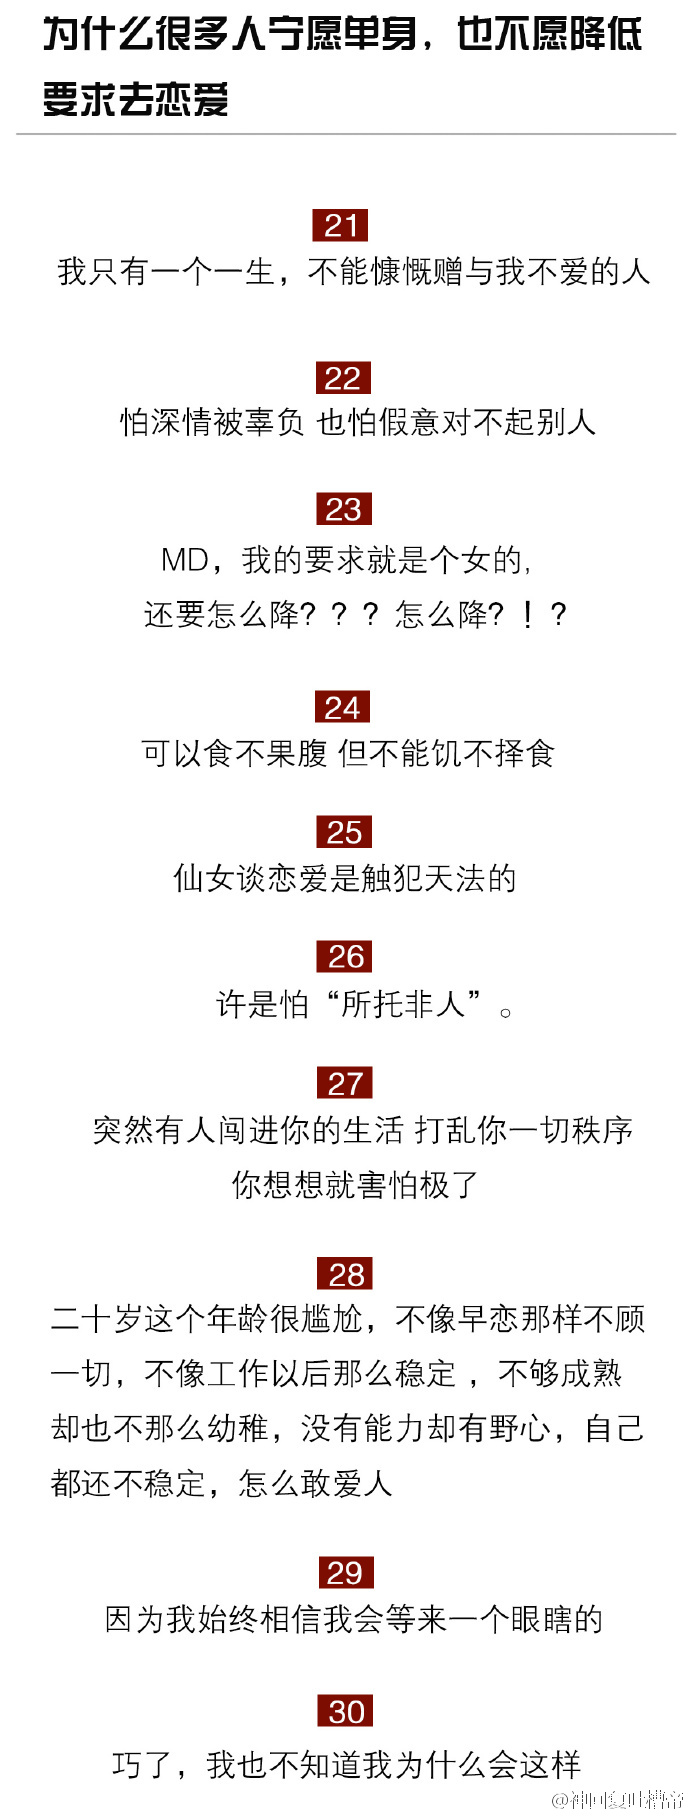 为什么很多人宁愿单身，也不愿降低
要求去恋爱
21
我只有一个一生，不能慷慨赠与我不爱的人
22
怕深情被辜负 也怕假意对不起别人
23
MD，我的要求就是个女的,
还要怎么降？？？怎么降？！？
24
可以食不果腹 但不能饥不择食
25
仙女谈恋爱是触犯天法的
26
许是怕“所托非人”。
27
突然有人闯进你的生活 打乱你一切秩序
你想想就害怕极了
28
二十岁这个年龄很尴尬，不像早恋那样不顾
一切，不像工作以后那么稳定 ，不够成熟
却也不那么幼稚，没有能力却有野心，自己
都还不稳定，怎么敢爱人
29
因为我始终相信我会等来一个眼瞎的
30
巧了，我也不知道我为什么会这样
@神回复吐槽帝